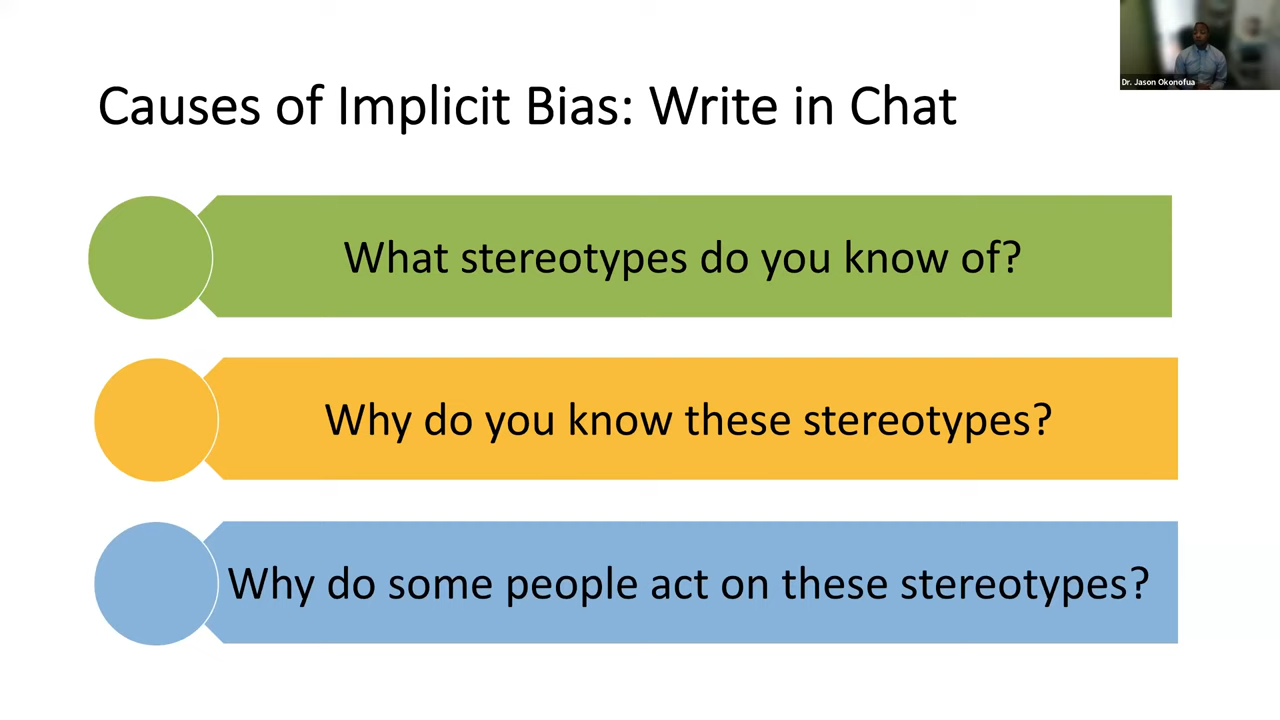 Dr. Jason Okonofua
Causes of Implicit Bias: Write in Chat
What stereotypes do you know of?
Why do you know these stereotypes?
Why do some people act on these stereotypes?